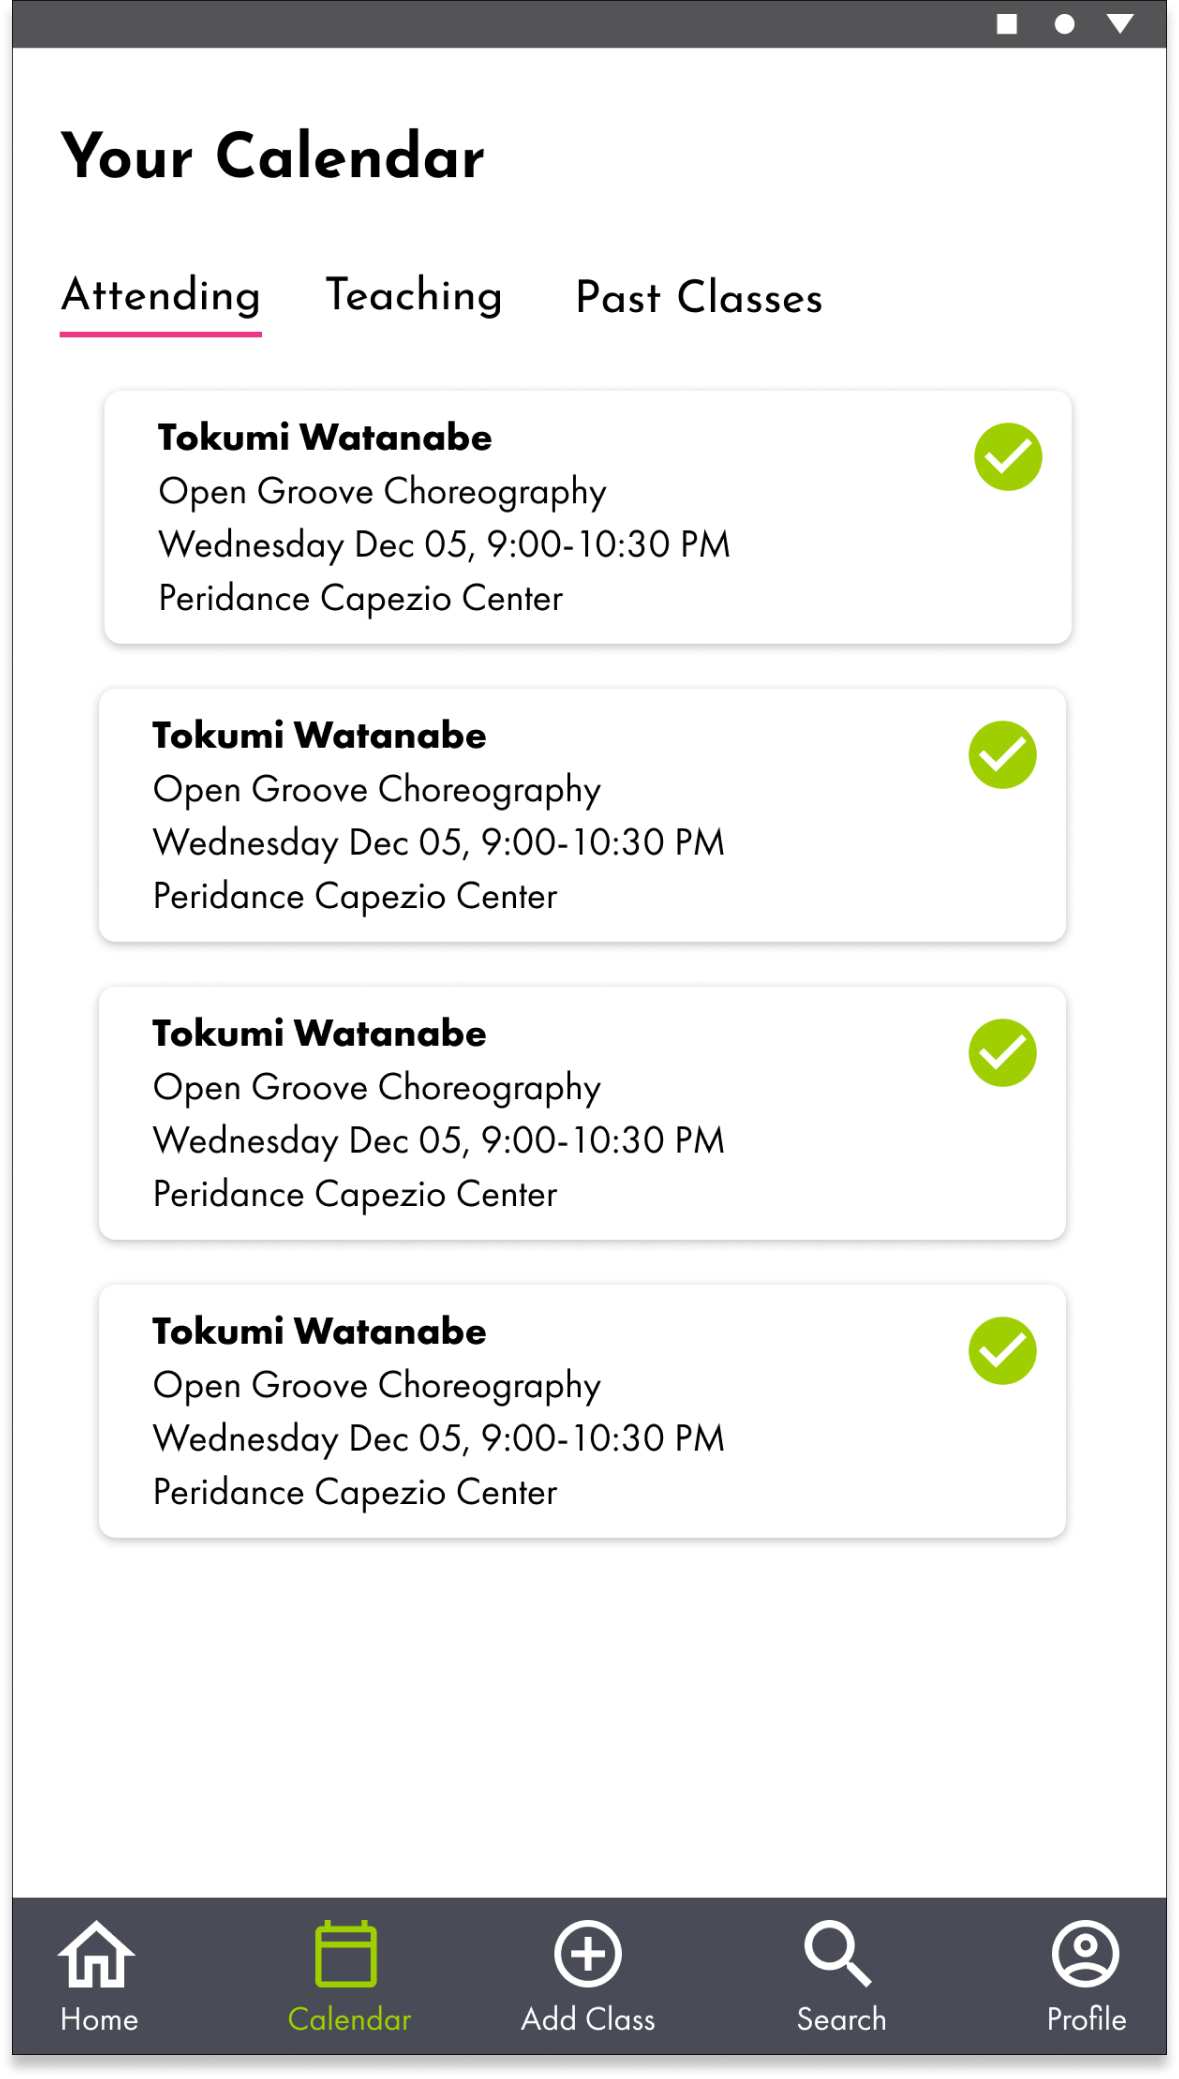 Your Calendar
Attending Teaching Past Classes
Tokumi Watanabe
Open Groove Choreography
Wednesday Dec 05, 9:00-10:30 PM
Peridance Capezio Center
Tokumi Watanabe
Open Groove Choreography
Wednesday Dec 05, 9:00-10:30 PM
Peridance Capezio Center
Tokumi Watanabe
Open Groove Choreography
Wednesday Dec 05, 9:00-10:30 PM
Peridance Capezio Center
Tokumi Watanabe
Open Groove Choreography
Wednesday Dec 05, 9:00-10:30 PM
Peridance Capezio Center
Home Calendar Add Class Search Profile